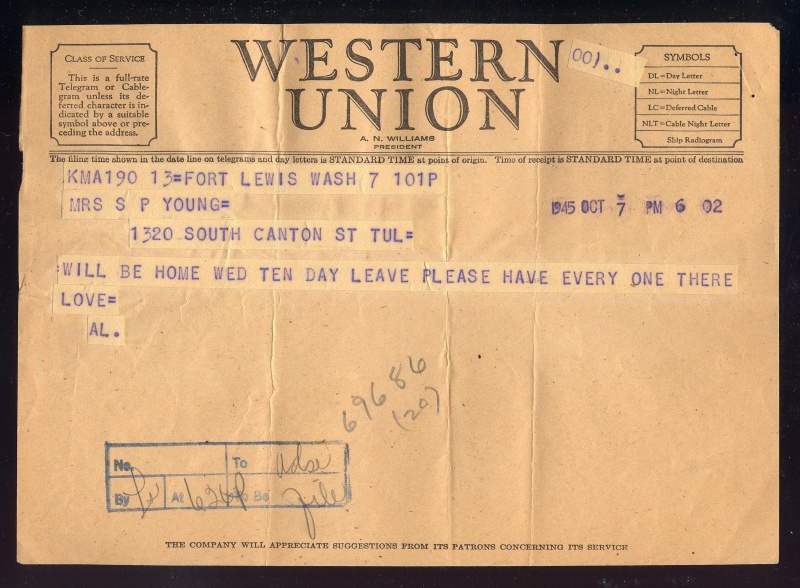 CLASS OF SERVICE
This is a full-rate
Telegram or Cable-
gram unless its de-
ferred character is in-
dicated by a suitable
symbol above or pre-
ceding the address.
WESTERN
UNION
A. N. WILLIAMS
PRESIDENT
001..
SYMBOLS
DL=Day Letter
NL=Night Letter
LC=Deferred Cable
NLT=Cable Night Letter
Ship Radiogram
The filing time shown in the date line on telegrams and day letters is STANDARD TIME at point of origin. Time of receipt is STANDARD TIME at point of destination
KMA190 13=FORT LEWIS WASH 7 101P
MRS S P YOUNG=
1945 OCT 7 PM 6 02
1320 SOUTH CANTON ST TUL=
WILL BE HOME WED TEN DAY LEAVE PLEASE HAVE EVERY ONE THERE
LOVE=
AL.
69686
(20)
No. To
By At 626P To Be
file
THE COMPANY WILL APPRECIATE SUGGESTIONS FROM ITS PATRONS CONCERNING ITS SERVICE